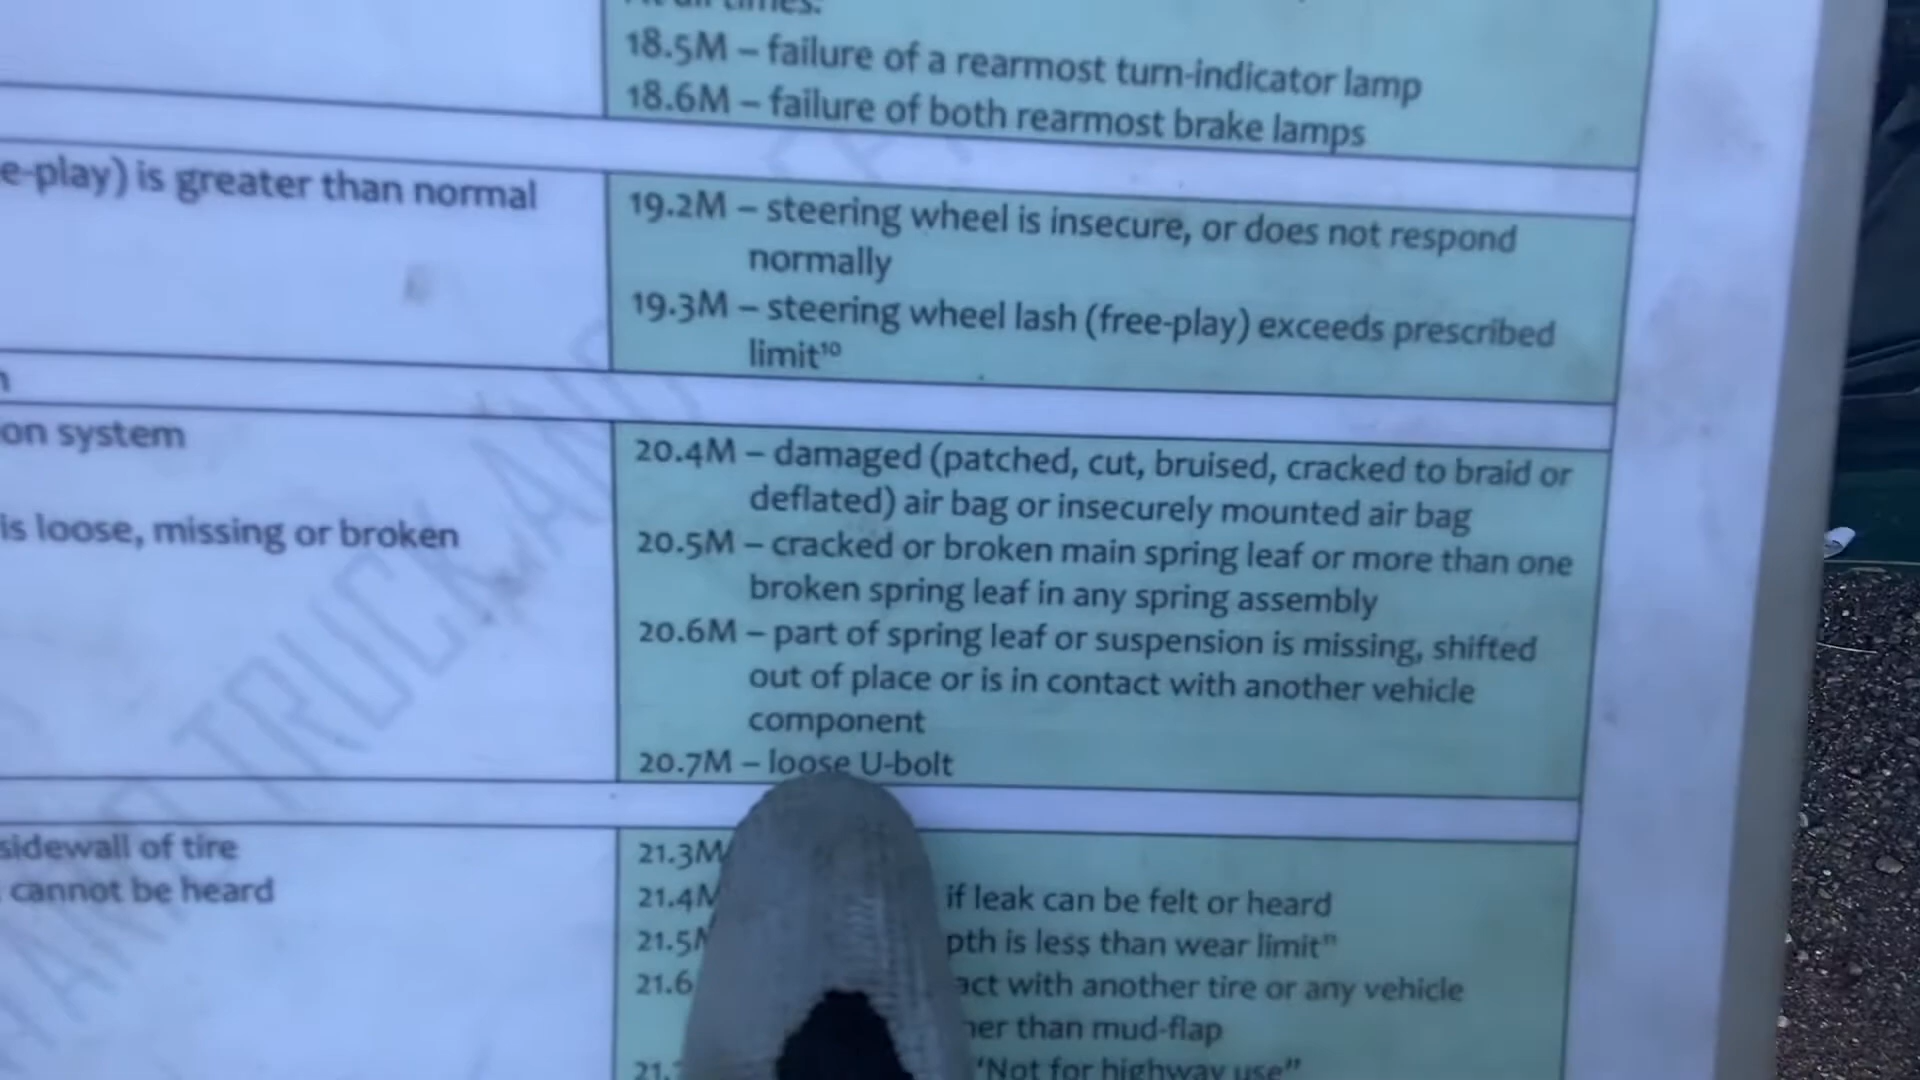 times:
18.5M – failure of a rearmost turn-indicator lamp
18.6M – failure of both rearmost brake lamps
e-play) is greater than normal
19.2M – steering wheel is insecure, or does not respond
normally
19.3M – steering wheel lash (free-play) exceeds prescribed
limit¹⁰
on system
is loose, missing or broken
20.4M – damaged (patched, cut, bruised, cracked to braid or
deflated) air bag or insecurely mounted air bag
20.5M – cracked or broken main spring leaf or more than one
broken spring leaf in any spring assembly
20.6M – part of spring leaf or suspension is missing, shifted
out of place or is in contact with another vehicle
component
20.7M – loose U-bolt
sidewall of tire
cannot be heard
21.3M
21.4M if leak can be felt or heard
21.5M pth is less than wear limit¹¹
21.6 act with another tire or any vehicle
her than mud-flap
21. "Not for highway use"
AND TRUCK AND